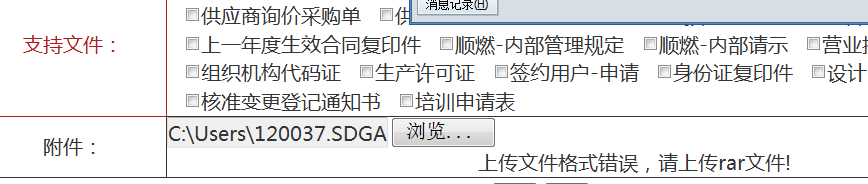 消息记录(H)
供应商询价采购单 供
支持文件：
上一年度生效合同复印件 顺燃-内部管理规定 顺燃-内部请示 营业
组织机构代码证 生产许可证 签约用户-申请 身份证复印件 设计
核准变更登记通知书 培训申请表
附件： C:\Users\120037.SDGA 浏览...
上传文件格式错误，请上传rar文件!